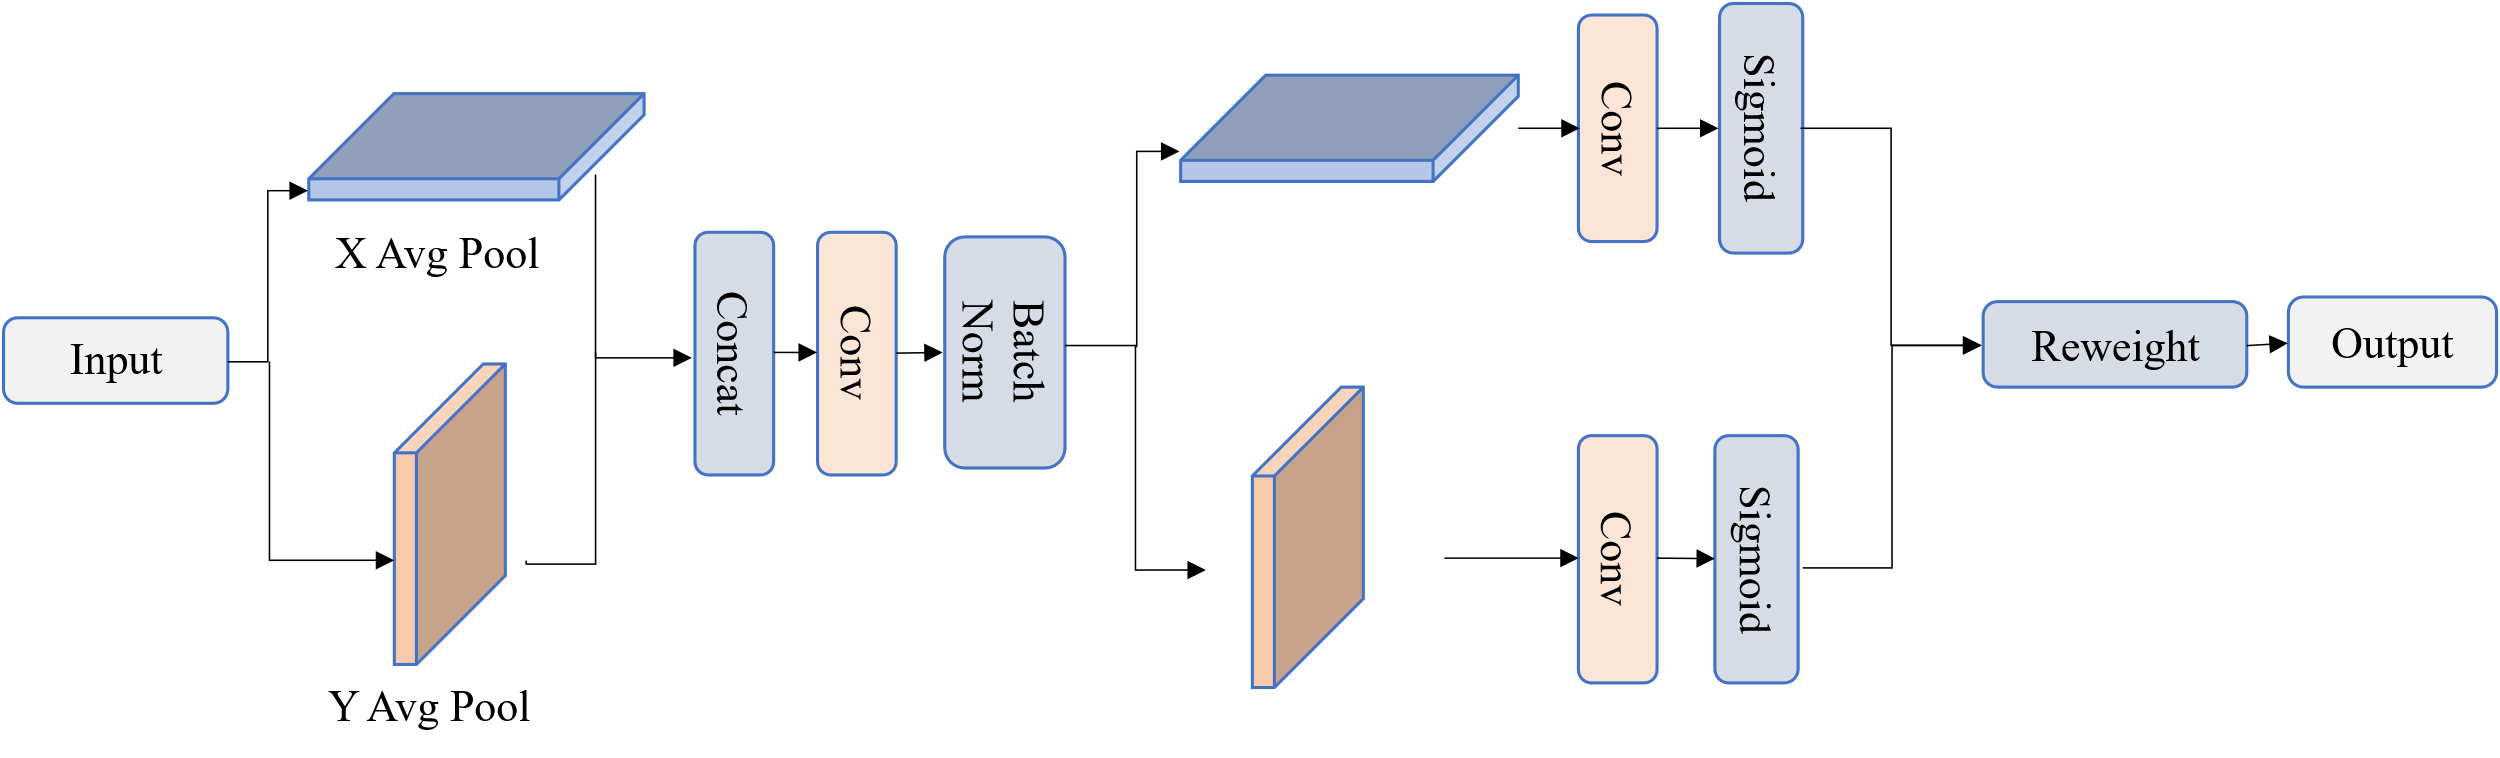 Input
X Avg Pool
Y Avg Pool
Concat
Conv
Batch
Norm
Conv
Sigmoid
Conv
Sigmoid
Reweight
Output